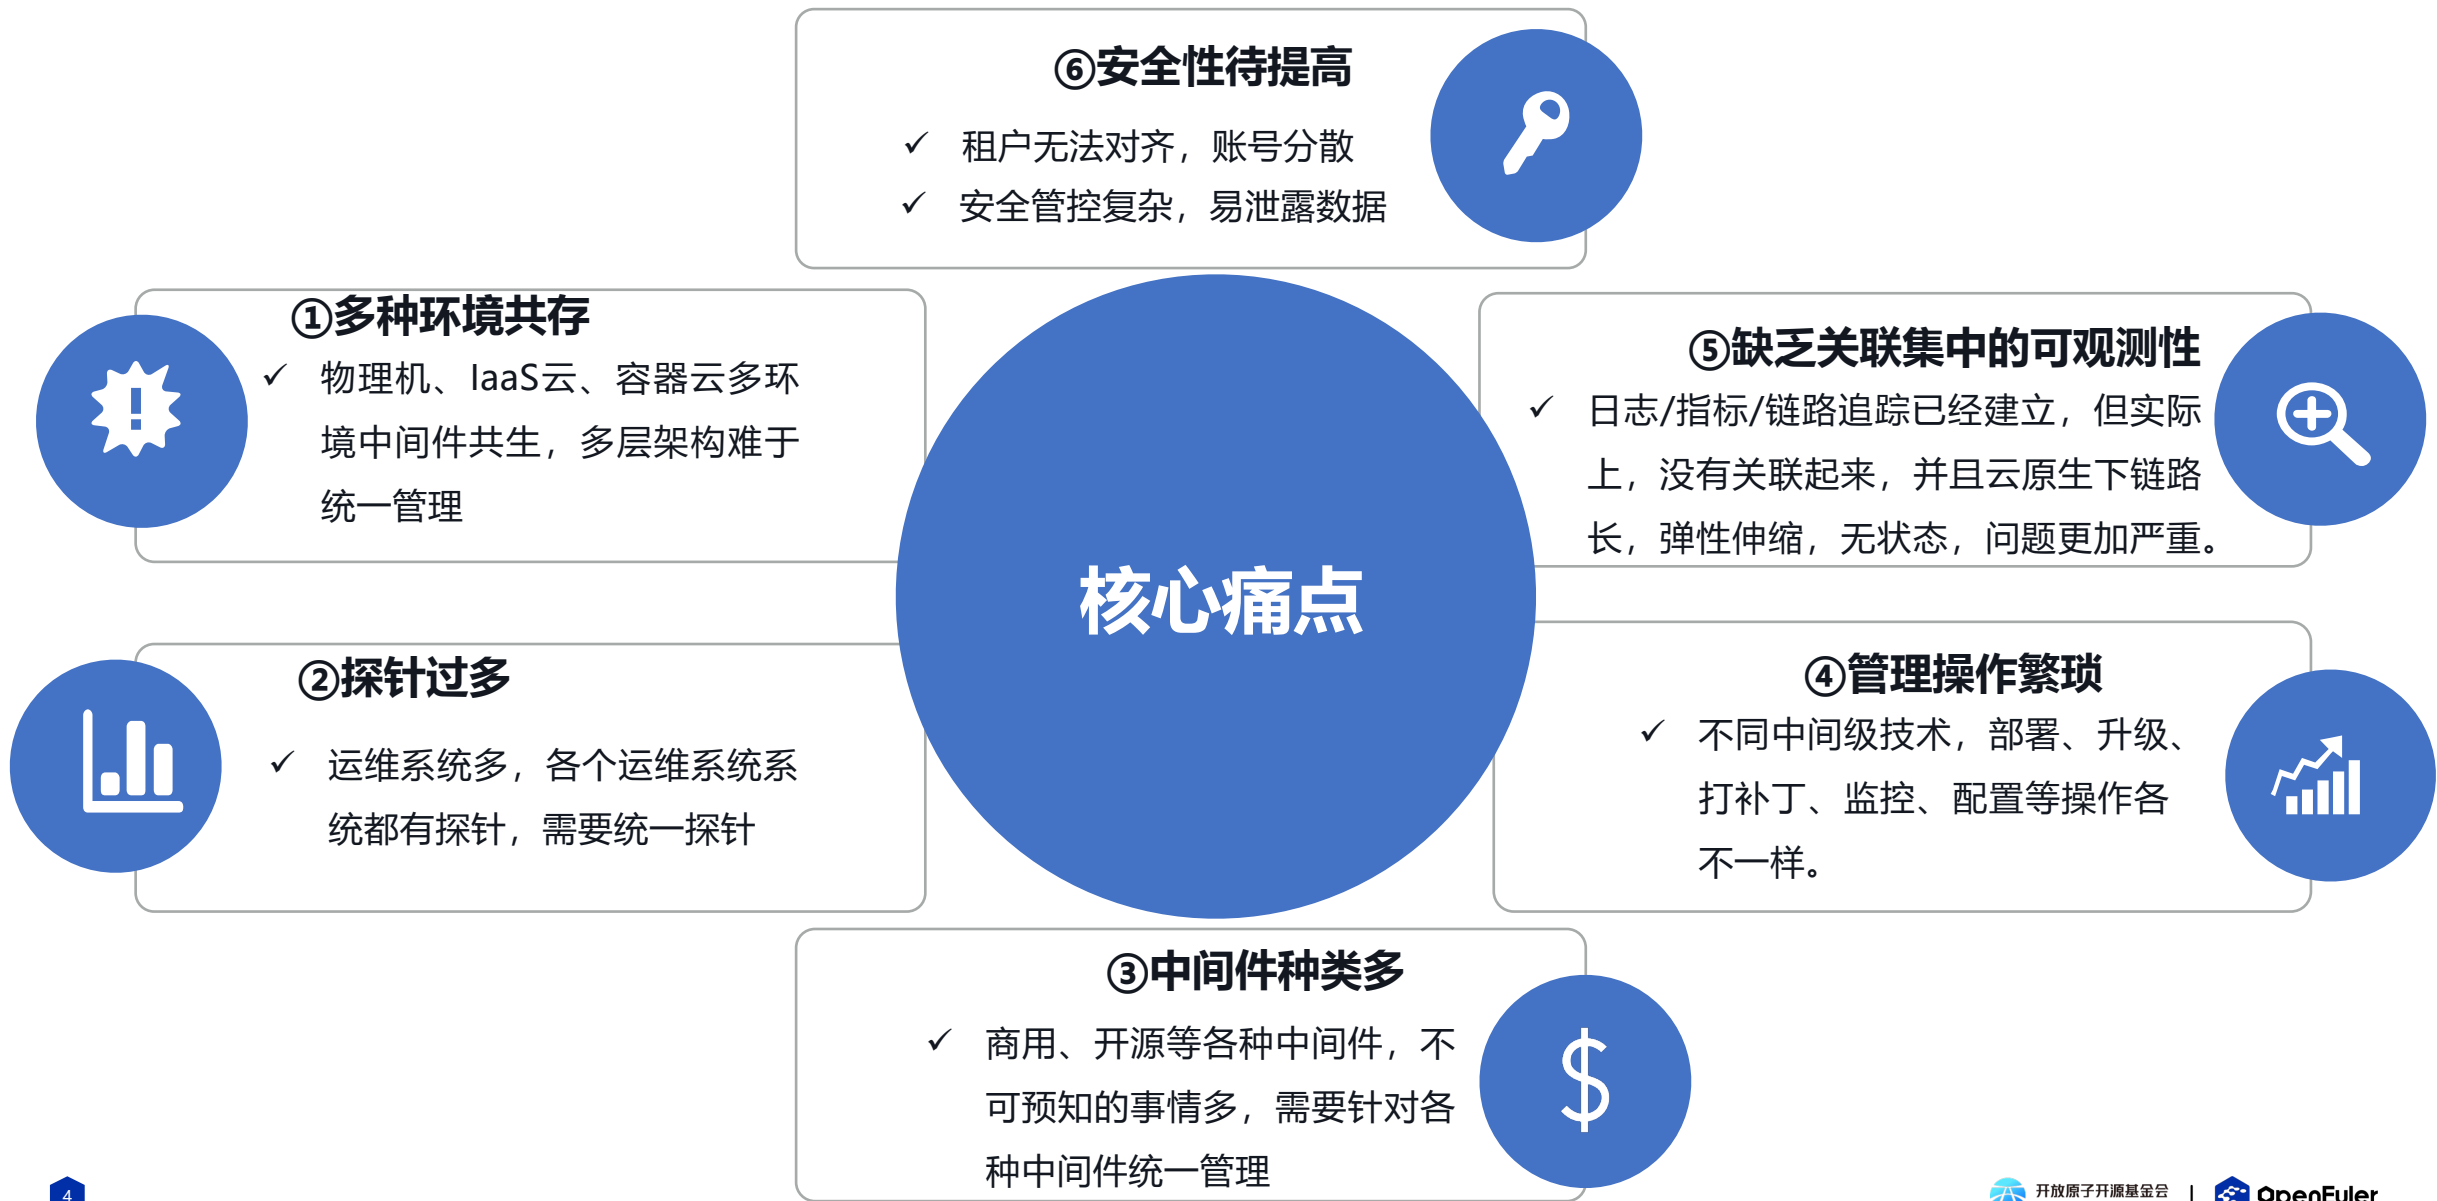 ⑥安全性待提高
✓ 租户无法对齐，账号分散
✓ 安全管控复杂，易泄露数据
①多种环境共存
✓ 物理机、IaaS云、容器云多环
境中间件共生，多层架构难于
统一管理
②探针过多
✓ 运维系统多，各个运维系统系
统都有探针，需要统一探针
核心痛点
③中间件种类多
✓ 商用、开源等各种中间件，不
可预知的事情多，需要针对各
种中间件统一管理
④管理操作繁琐
✓ 不同中间级技术，部署、升级、
打补丁、监控、配置等操作各
不一样。
⑤缺乏关联集中的可观测性
✓ 日志/指标/链路追踪已经建立，但实际
上，没有关联起来，并且云原生下链路
长，弹性伸缩，无状态，问题更加严重。
4
开放原子开源基金会 | OpenEuler